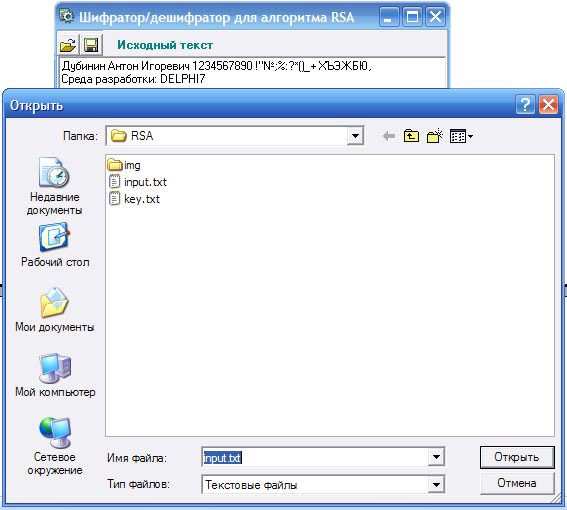 Шифратор/дешифратор для алгоритма RSA
Исходный текст
Дубинин Антон Игоревич 1234567890 !"№;%:?*()_+ ХЪЭЖБЮ,
Среда разработки: DELPHI7
Открыть
Папка: RSA
img
input.txt
key.txt
Недавние
документы
Рабочий стол
Мои документы
Мой компьютер
Сетевое
окружение
Имя файла: input.txt Открыть
Тип файлов: Текстовые файлы Отмена